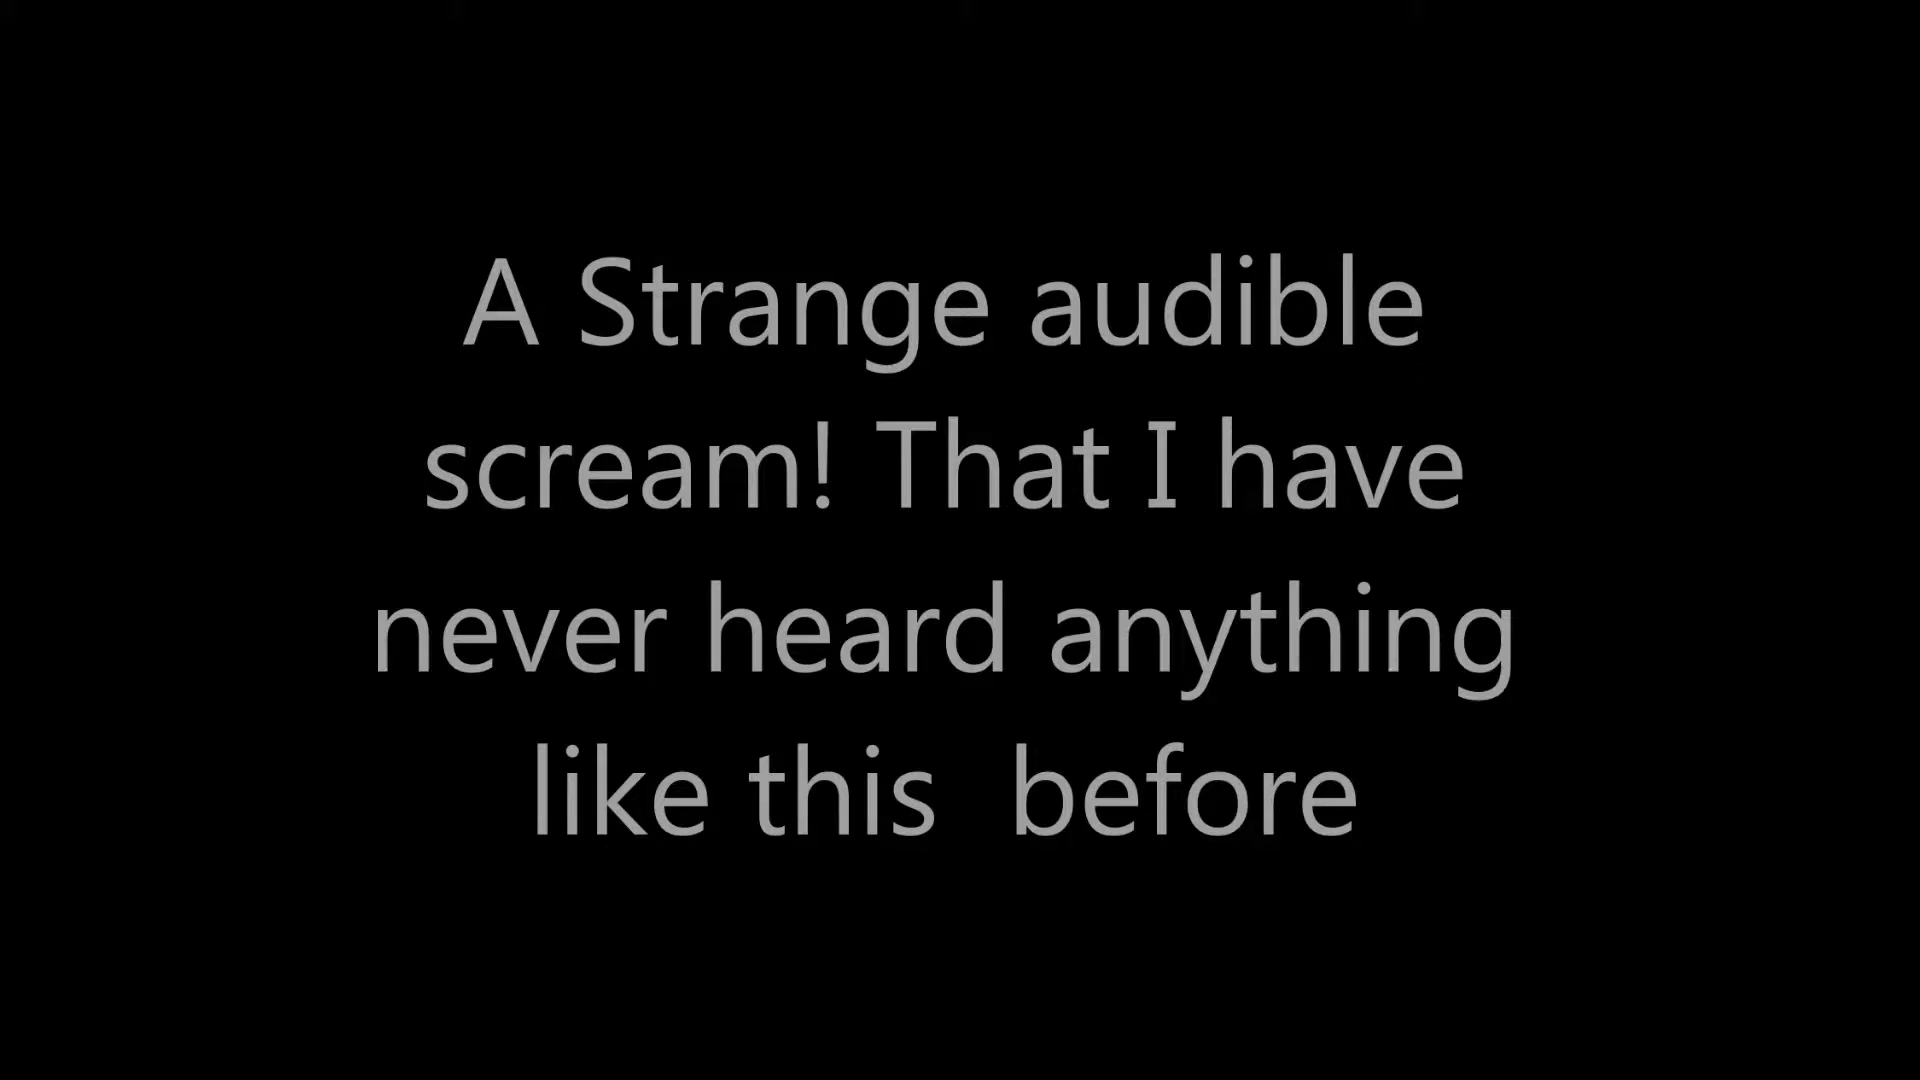 A Strange audible
scream! That I have
never heard anything
like this  before